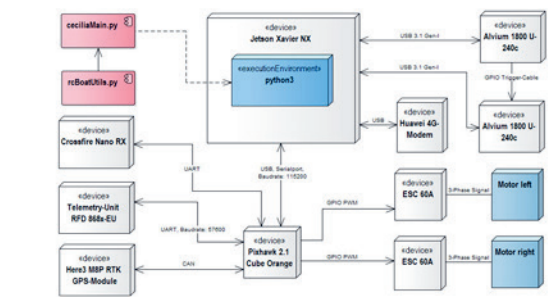 ceciliaMain.py
rcBoatUtils.py
«device»
Jetson Xavier NX
«executionEnvironment»
python3
USB 3.1 Gen-I
USB 3.1 Gen-I
«device»
Alvium 1800 U-
240c
GPIO Trigger-Cable
«device»
Alvium 1800 U-
240c
USB
«device»
Huawei 4G-
Modem
«device»
Crossfire Nano RX
UART
USB, Serialport,
Baudrate: 115200
«device»
Telemetry-Unit
RFD 868x-EU
UART, Baudrate: 57600
«device»
Here3 M8P RTK
GPS-Module
CAN
«device»
Pixhawk 2.1
Cube Orange
GPIO PWM
«device»
ESC 60A
3-Phase Signal
Motor left
GPIO PWM
«device»
ESC 60A
3-Phase Signal
Motor right